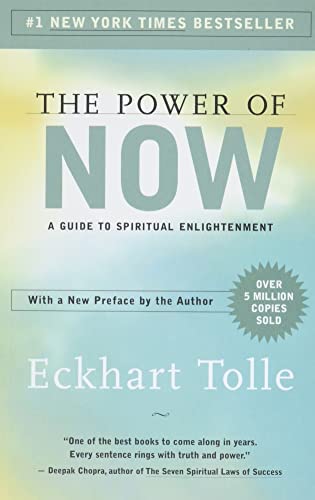 #1 NEW YORK TIMES BESTSELLER
THE POWER OF
NOW
A GUIDE TO SPIRITUAL ENLIGHTENMENT
With a New Preface by the Author
OVER
5 MILLION
COPIES
SOLD
Eckhart Tolle
"One of the best books to come along in years.
Every sentence rings with truth and power."
— Deepak Chopra, author of The Seven Spiritual Laws of Success